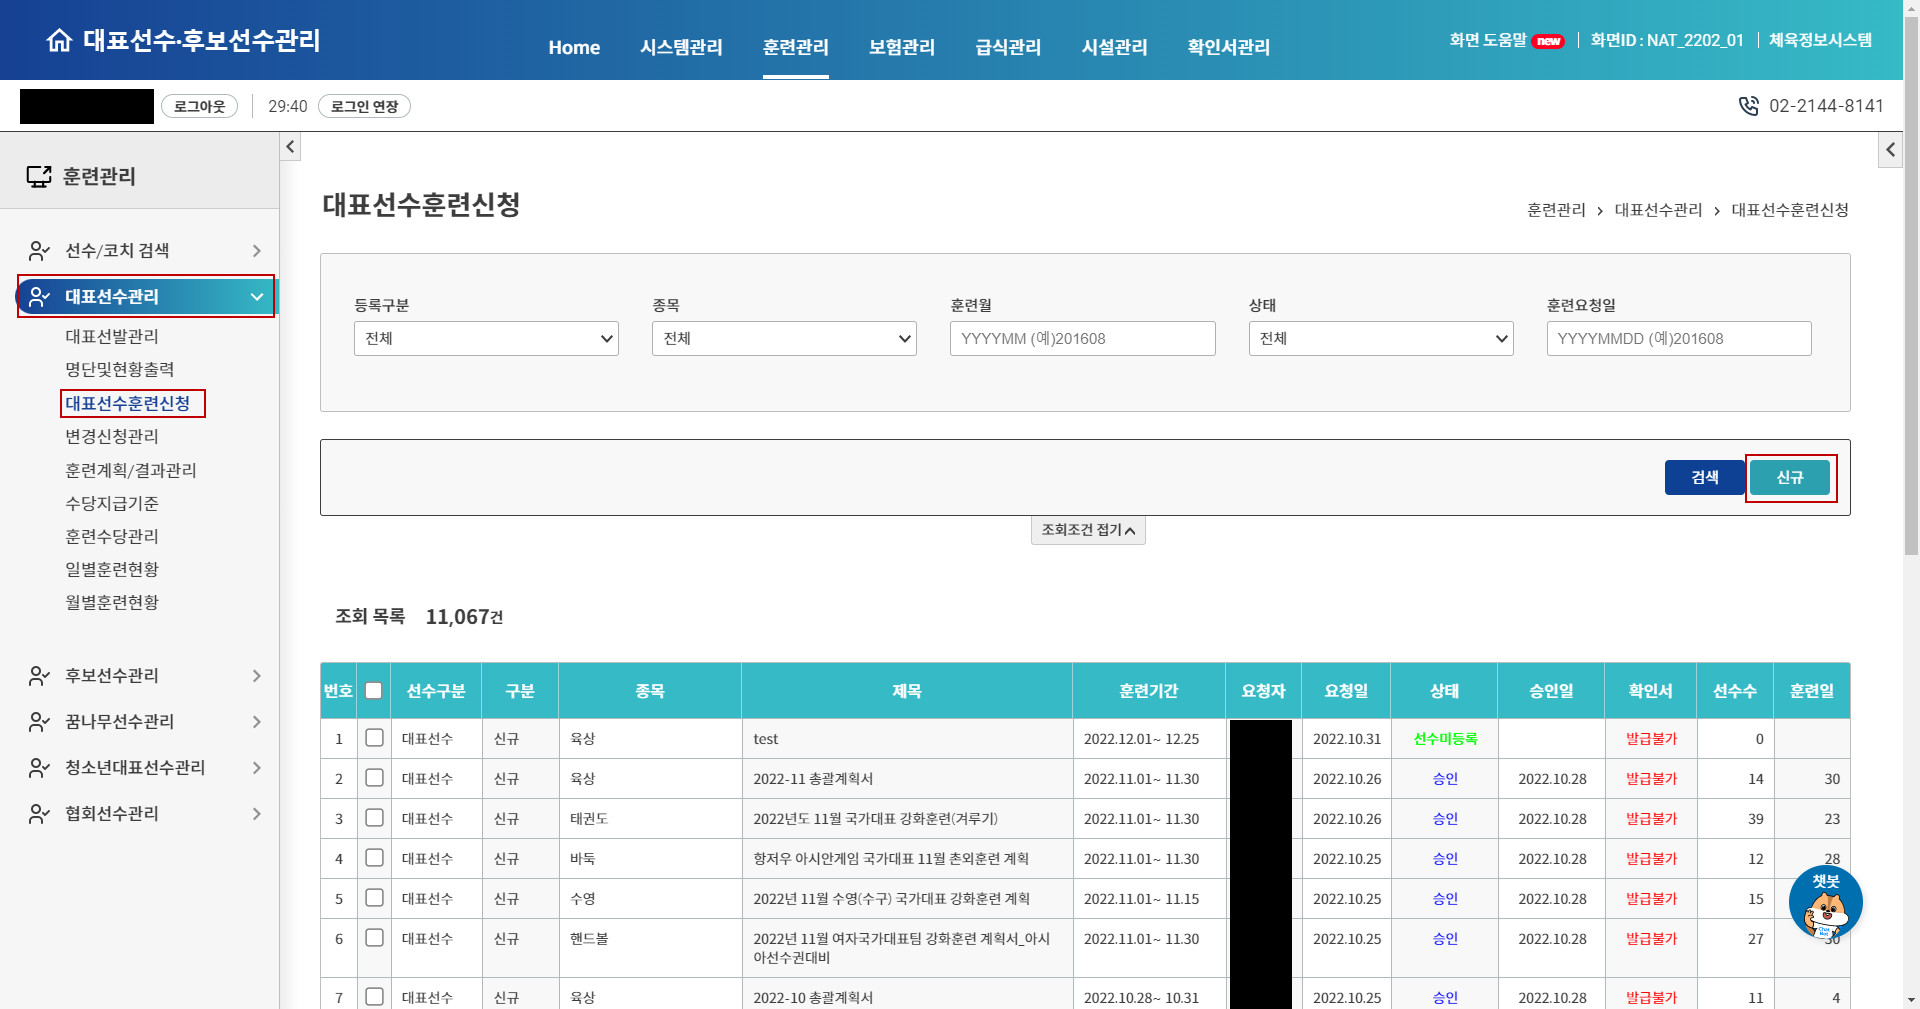 대표선수·후보선수관리
Home 시스템관리 훈련관리 보험관리 급식관리 시설관리 확인서관리
화면 도움말 new 화면ID : NAT_2202_01 체육정보시스템
로그아웃 29:40 로그인 연장
02-2144-8141
훈련관리
선수/코치 검색
대표선수관리
대표선발관리
명단및현황출력
대표선수훈련신청
변경신청관리
훈련계획/결과관리
수당지급기준
훈련수당관리
일별훈련현황
월별훈련현황
후보선수관리
꿈나무선수관리
청소년대표선수관리
협회선수관리
대표선수훈련신청
훈련관리 › 대표선수관리 › 대표선수훈련신청
등록구분 종목 훈련월 상태 훈련요청일
전체 전체 YYYYMM (예)201608 전체 YYYYMMDD (예)201608
검색 신규
조회조건 접기
조회 목록 11,067건
번호 선수구분 구분 종목 제목 훈련기간 요청자 요청일 상태 승인일 확인서 선수수 훈련일
1 대표선수 신규 육상 test 2022.12.01~ 12.25 2022.10.31 선수미등록 발급불가 0
2 대표선수 신규 육상 2022-11 총괄계획서 2022.11.01~ 11.30 2022.10.26 승인 2022.10.28 발급불가 14 30
3 대표선수 신규 태권도 2022년도 11월 국가대표 강화훈련(겨루기) 2022.11.01~ 11.30 2022.10.26 승인 2022.10.28 발급불가 39 23
4 대표선수 신규 바둑 항저우 아시안게임 국가대표 11월 촌외훈련 계획 2022.11.01~ 11.30 2022.10.25 승인 2022.10.28 발급불가 12 28
5 대표선수 신규 수영 2022년 11월 수영(수구) 국가대표 강화훈련 계획 2022.11.01~ 11.15 2022.10.25 승인 2022.10.28 발급불가 15
챗봇
6 대표선수 신규 핸드볼 2022년 11월 여자국가대표팀 강화훈련 계획서_아시
아선수권대비 2022.11.01~ 11.30 2022.10.25 승인 2022.10.28 발급불가 27 30
7 대표선수 신규 육상 2022-10 총괄계획서 2022.10.28~ 10.31 2022.10.25 승인 2022.10.28 발급불가 11 4